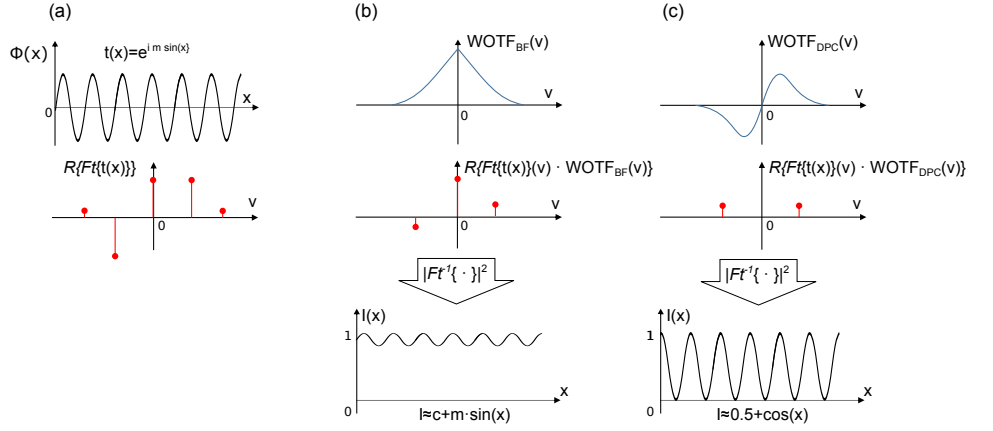 (a)
Φ(x)
t(x)=e^{i m sin(x}
x
0
R{Ft{t(x)}}
v
0
(b)
WOTF_BF(v)
v
0
R{Ft{t(x)}(v) · WOTF_BF(v)}
v
0
|Ft⁻¹{ · }|²
I(x)
1
x
0
I≈c+m·sin(x)
(c)
WOTF_DPC(v)
v
0
R{Ft{t(x)}(v) · WOTF_DPC(v)}
v
0
|Ft⁻¹{ · }|²
I(x)
1
x
0
I≈0.5+cos(x)